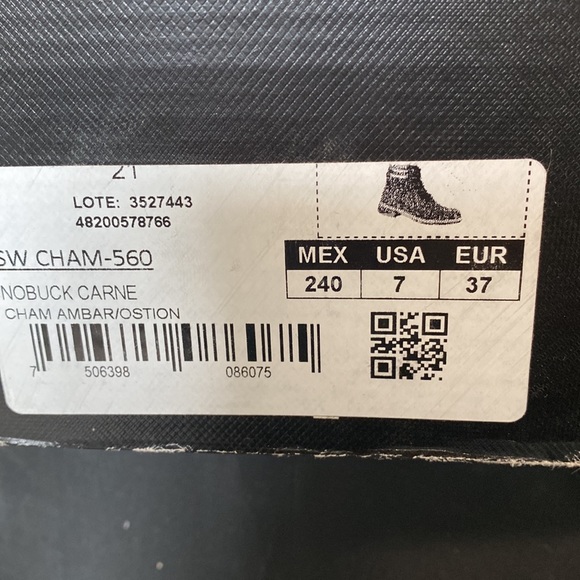 21
LOTE: 3527443
48200578766
SW CHAM-560
NOBUCK CARNE
CHAM AMBAR/OSTION
7 506398 086075
MEX USA EUR
240 7 37